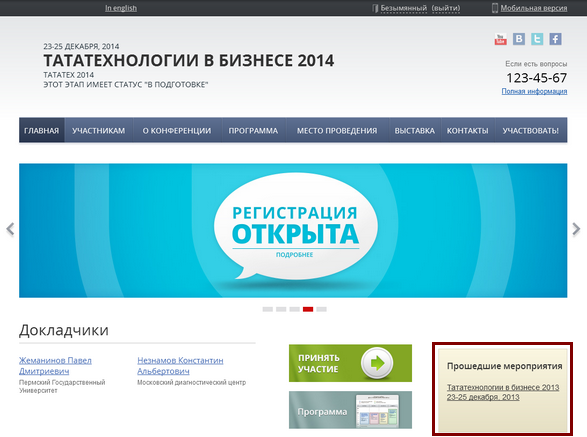 In english
Безымянный (выйти)
Мобильная версия
23-25 ДЕКАБРЯ, 2014
ТАТАТЕХНОЛОГИИ В БИЗНЕСЕ 2014
ТАТАТЕХ 2014
ЭТОТ ЭТАП ИМЕЕТ СТАТУС "В ПОДГОТОВКЕ"
Если есть вопросы
123-45-67
Полная информация
ГЛАВНАЯ УЧАСТНИКАМ О КОНФЕРЕНЦИИ ПРОГРАММА МЕСТО ПРОВЕДЕНИЯ ВЫСТАВКА КОНТАКТЫ УЧАСТВОВАТЬ!
РЕГИСТРАЦИЯ
ОТКРЫТА
ПОДРОБНЕЕ
Докладчики
Жеманинов Павел
Дмитриевич
Пермский Государственный
Университет
Незнамов Константин
Альбертович
Московский диагностический центр
ПРИНЯТЬ
УЧАСТИЕ
Программа
Прошедшие мероприятия
Тататехнологии в бизнесе 2013
23-25 декабря, 2013